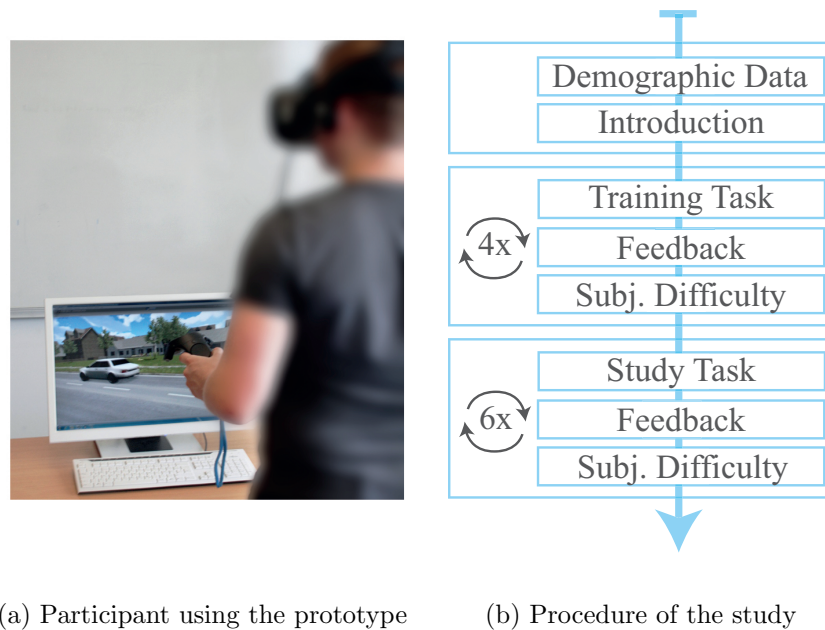 Demographic Data
Introduction
4x
Training Task
Feedback
Subj. Difficulty
6x
Study Task
Feedback
Subj. Difficulty
(a) Participant using the prototype
(b) Procedure of the study